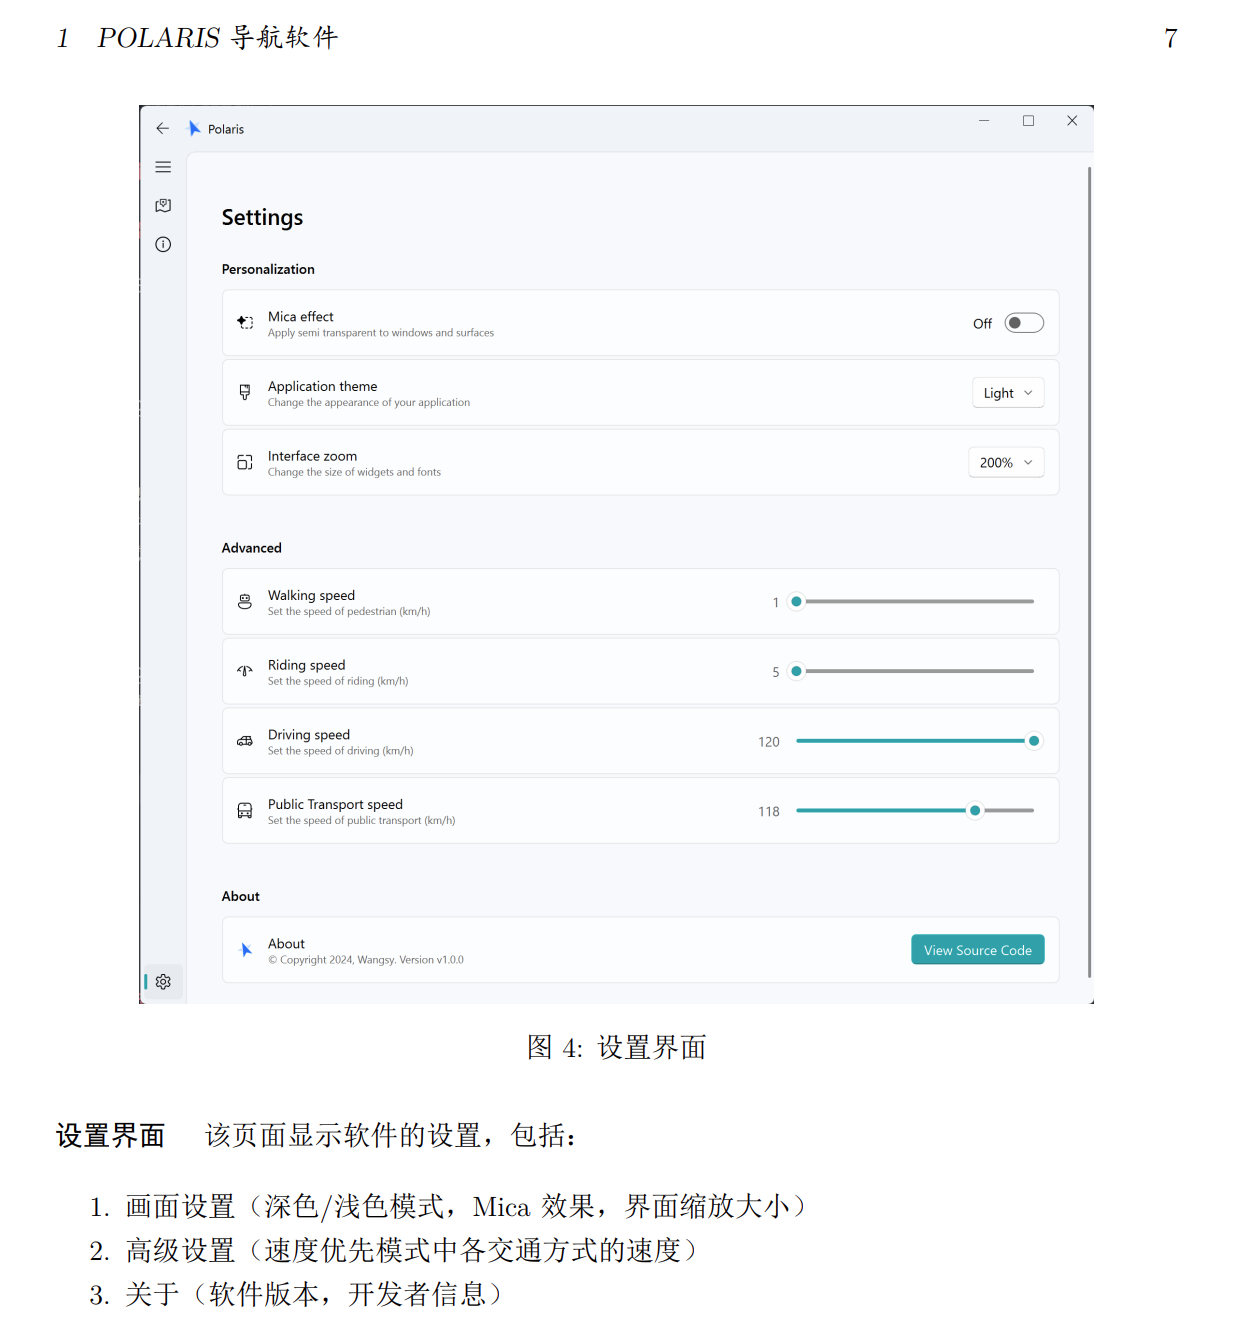 1 POLARIS 导航软件 7
Polaris
Settings
Personalization
Mica effect
Apply semi transparent to windows and surfaces
Off
Application theme
Change the appearance of your application
Light
Interface zoom
Change the size of widgets and fonts
200%
Advanced
Walking speed
Set the speed of pedestrian (km/h)
1
Riding speed
Set the speed of riding (km/h)
5
Driving speed
Set the speed of driving (km/h)
120
Public Transport speed
Set the speed of public transport (km/h)
118
About
About
© Copyright 2024, Wangsy. Version v1.0.0
View Source Code
图 4: 设置界面
设置界面 该页面显示软件的设置，包括：
1. 画面设置（深色/浅色模式，Mica 效果，界面缩放大小）
2. 高级设置（速度优先模式中各交通方式的速度）
3. 关于（软件版本，开发者信息）